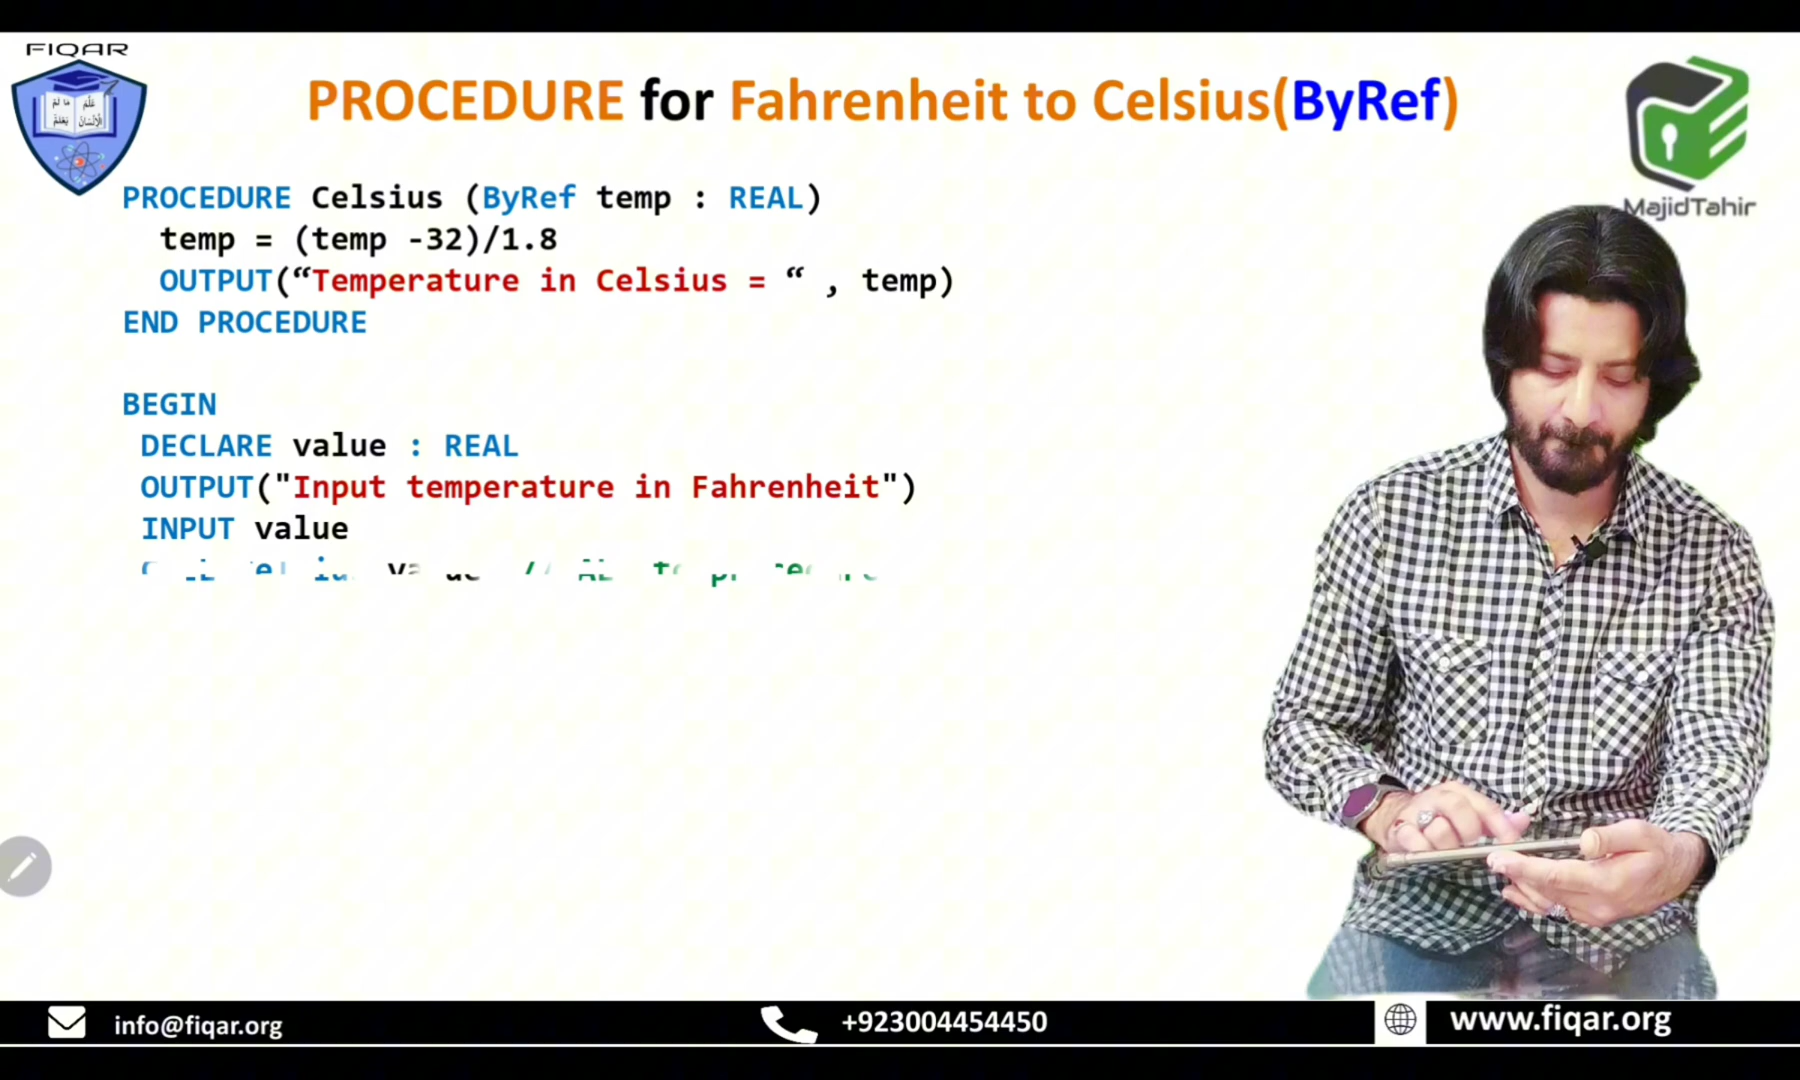 FIQAR
PROCEDURE for Fahrenheit to Celsius(ByRef)
MajidTahir
PROCEDURE Celsius (ByRef temp : REAL)
temp = (temp -32)/1.8
OUTPUT(“Temperature in Celsius = “ , temp)
END PROCEDURE
BEGIN
DECLARE value : REAL
OUTPUT("Input temperature in Fahrenheit")
INPUT value
info@fiqar.org
+923004454450
www.fiqar.org